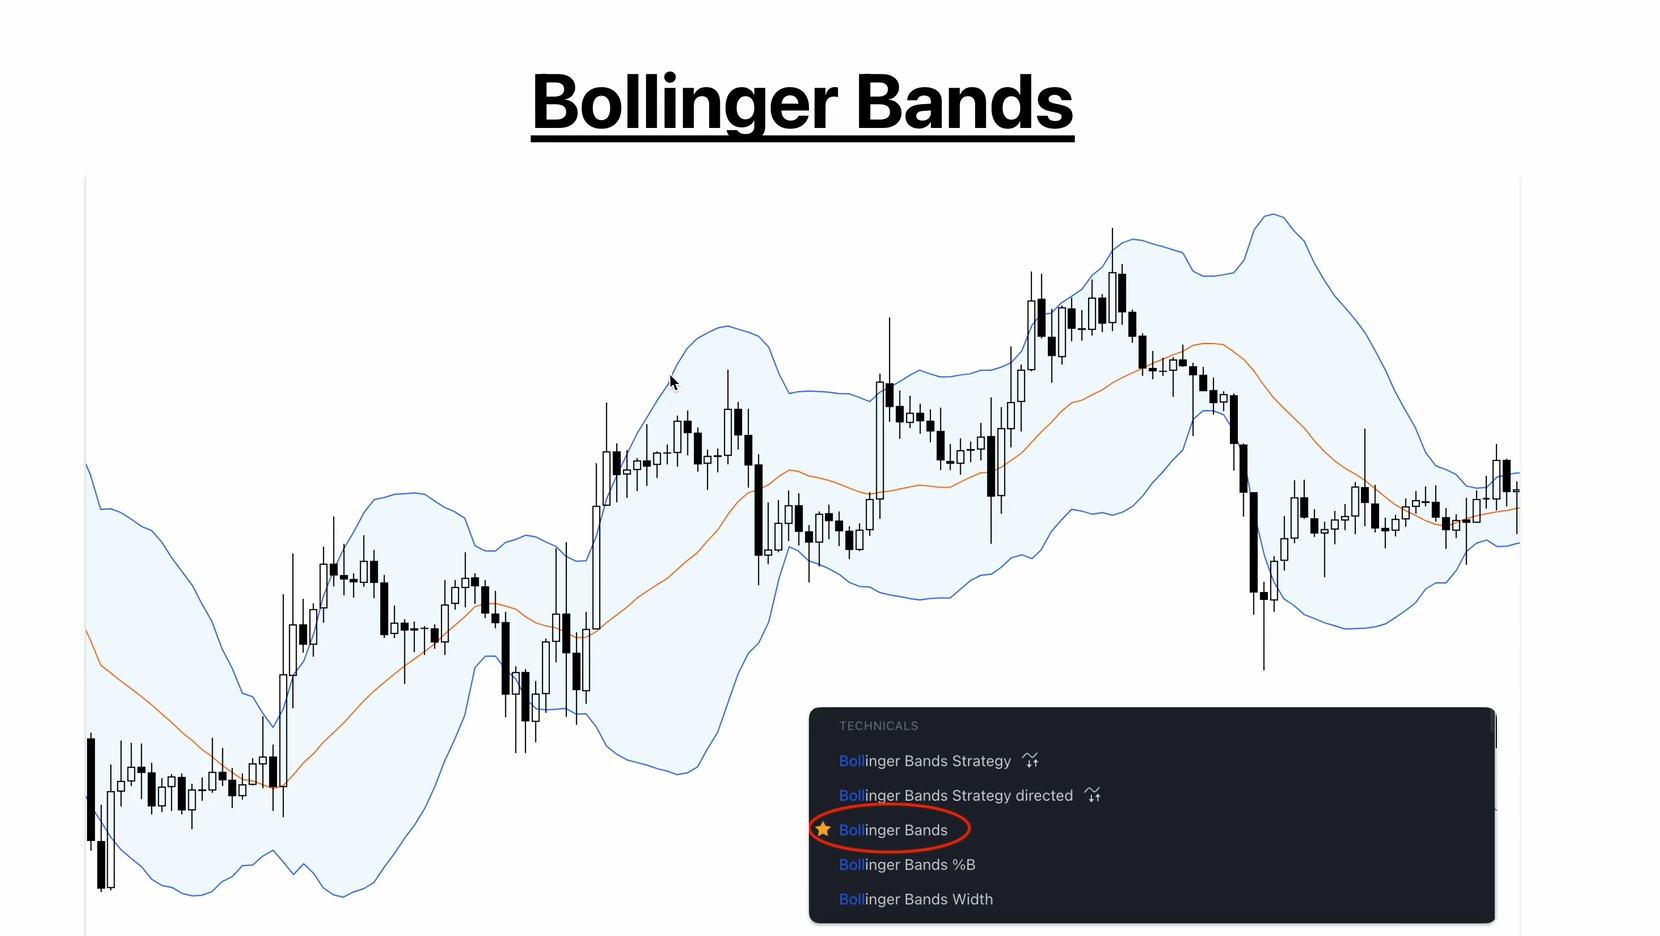 Bollinger Bands
TECHNICALS
Bollinger Bands Strategy
Bollinger Bands Strategy directed
Bollinger Bands
Bollinger Bands %B
Bollinger Bands Width